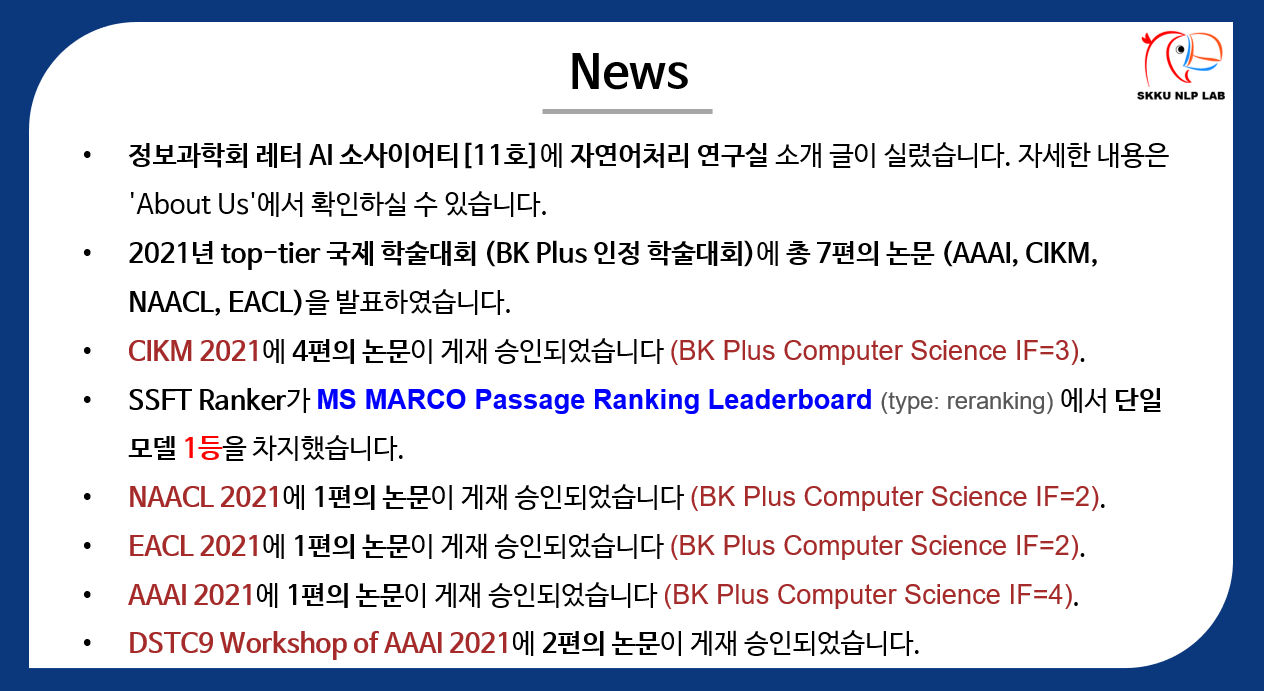 News
SKKU NLP LAB
• 정보과학회 레터 AI 소사이어티[11호]에 자연어처리 연구실 소개 글이 실렸습니다. 자세한 내용은
'About Us'에서 확인하실 수 있습니다.
• 2021년 top-tier 국제 학술대회 (BK Plus 인정 학술대회)에 총 7편의 논문 (AAAI, CIKM,
NAACL, EACL)을 발표하였습니다.
• CIKM 2021에 4편의 논문이 게재 승인되었습니다 (BK Plus Computer Science IF=3).
• SSFT Ranker가 MS MARCO Passage Ranking Leaderboard (type: reranking) 에서 단일
모델 1등을 차지했습니다.
• NAACL 2021에 1편의 논문이 게재 승인되었습니다 (BK Plus Computer Science IF=2).
• EACL 2021에 1편의 논문이 게재 승인되었습니다 (BK Plus Computer Science IF=2).
• AAAI 2021에 1편의 논문이 게재 승인되었습니다 (BK Plus Computer Science IF=4).
• DSTC9 Workshop of AAAI 2021에 2편의 논문이 게재 승인되었습니다.